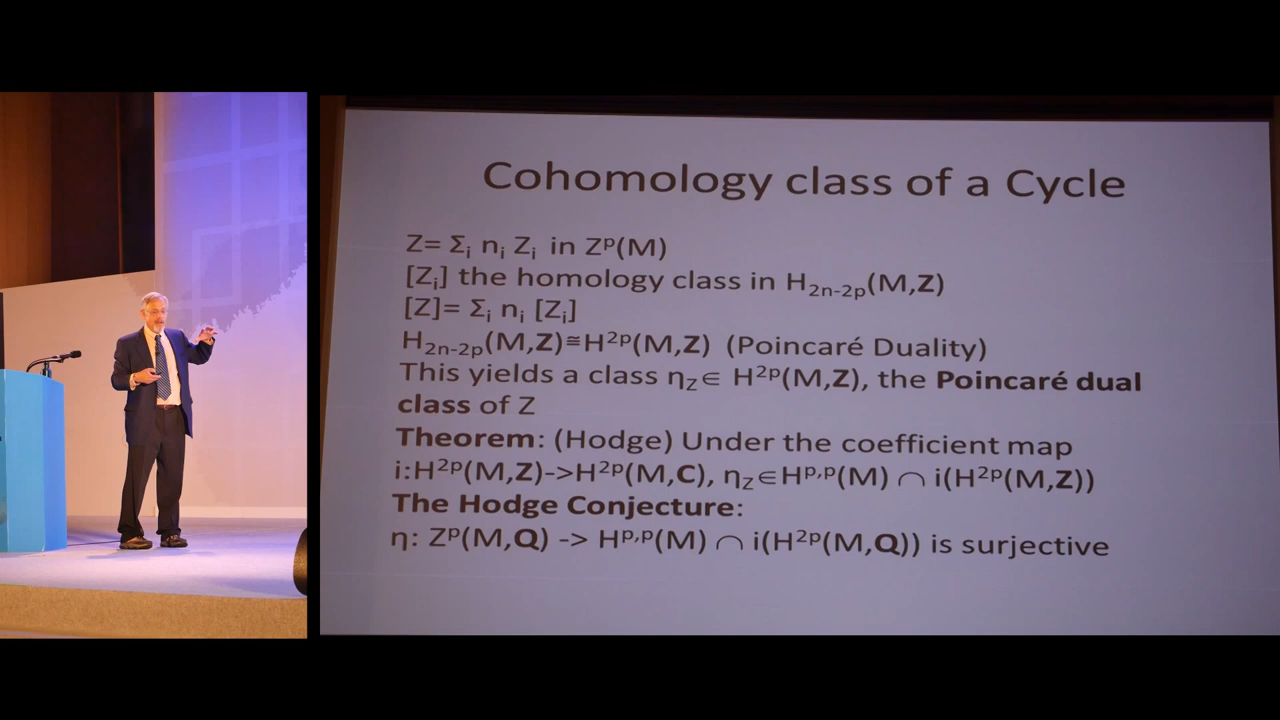 Cohomology class of a Cycle
Z= Σᵢ nᵢ Zᵢ in Zᵖ(M)
[Zᵢ] the homology class in H₂ₙ₋₂ₚ(M,Z)
[Z]= Σᵢ nᵢ [Zᵢ]
H₂ₙ₋₂ₚ(M,Z)≅H²ᵖ(M,Z) (Poincaré Duality)
This yields a class η_Z∈ H²ᵖ(M,Z), the Poincaré dual
class of Z
Theorem: (Hodge) Under the coefficient map
i:H²ᵖ(M,Z)->H²ᵖ(M,C), η_Z∈Hᵖ,ᵖ(M) ∩ i(H²ᵖ(M,Z))
The Hodge Conjecture:
η: Zᵖ(M,Q) -> Hᵖ,ᵖ(M) ∩ i(H²ᵖ(M,Q)) is surjective